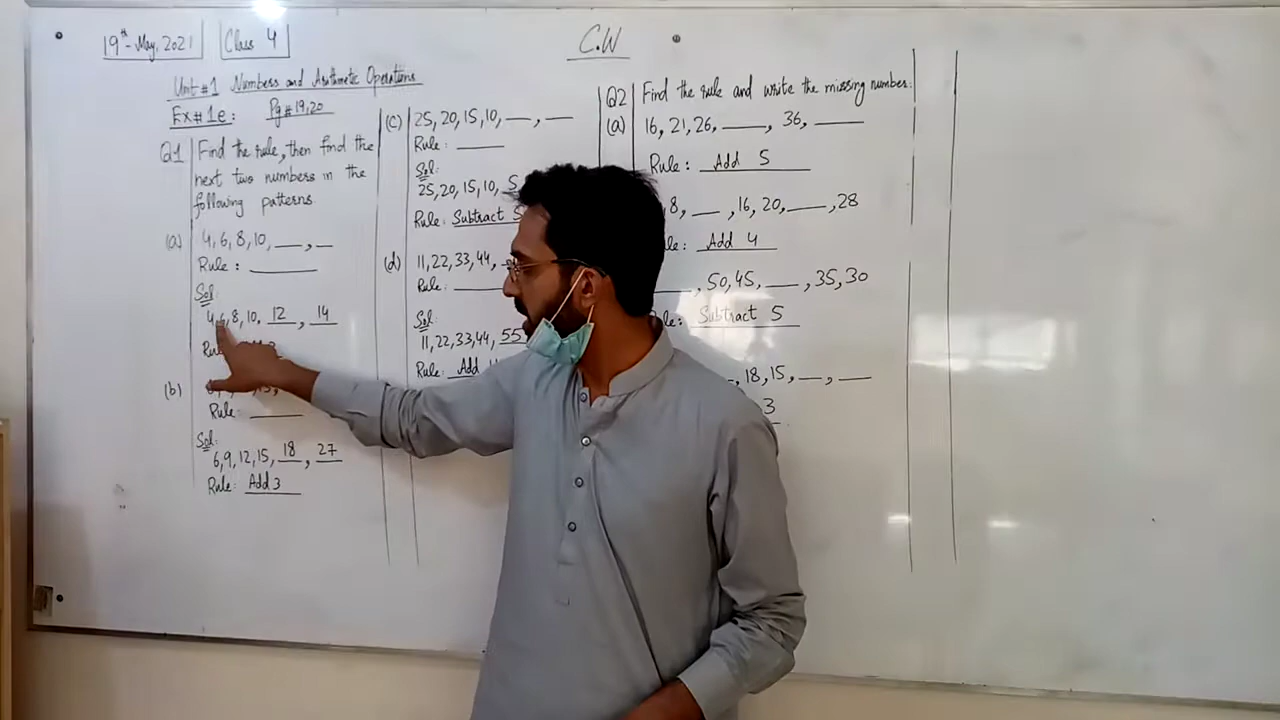 19th - May, 2021 Class 4
C.W
Unit #1 Numbers and Arithmetic Operations
Ex# 1e: Pg # 19,20
Q1 Find the rule, then find the
next two numbers in the
following patterns.
(a) 4, 6, 8, 10, ___, ___
Rule: ______
Sol:
4, 6, 8, 10, 12, 14
(b)
Rule: ______
Sol:
6, 9, 12, 15, 18, 27
Rule: Add 3
(c) 25, 20, 15, 10, ___, ___
Rule: ______
Sol:
25, 20, 15, 10, 5
Rule: Subtract 5
(d) 11, 22, 33, 44,
Rule: ______
Sol:
11, 22, 33, 44, 55
Rule: Add
Q2 Find the rule and write the missing number.
(a) 16, 21, 26, ___, 36, ___
Rule: Add 5
8, ___, 16, 20, ___, 28
Add 4
___, 50, 45, ___, 35, 30
Subtract 5
, 18, 15, ___, ___
3